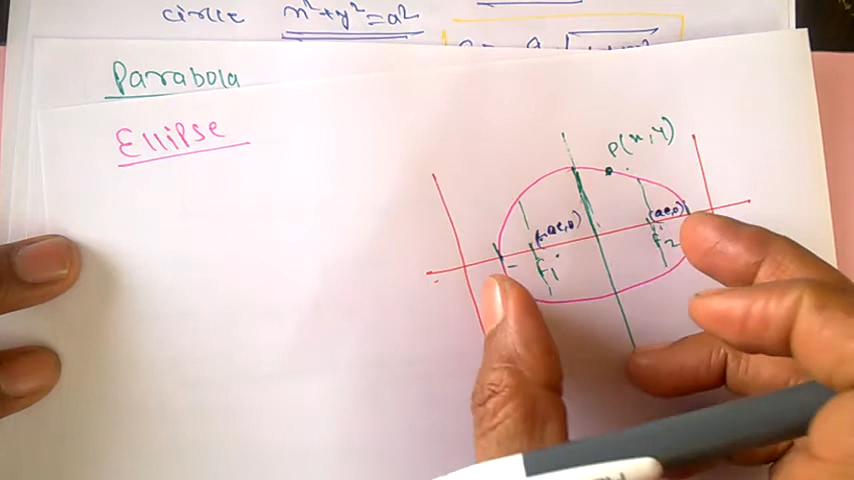 circle x²+y²=a²
Parabola
Ellipse
P(x,y)
(-ae,0)
(ae,0)
F1
F2